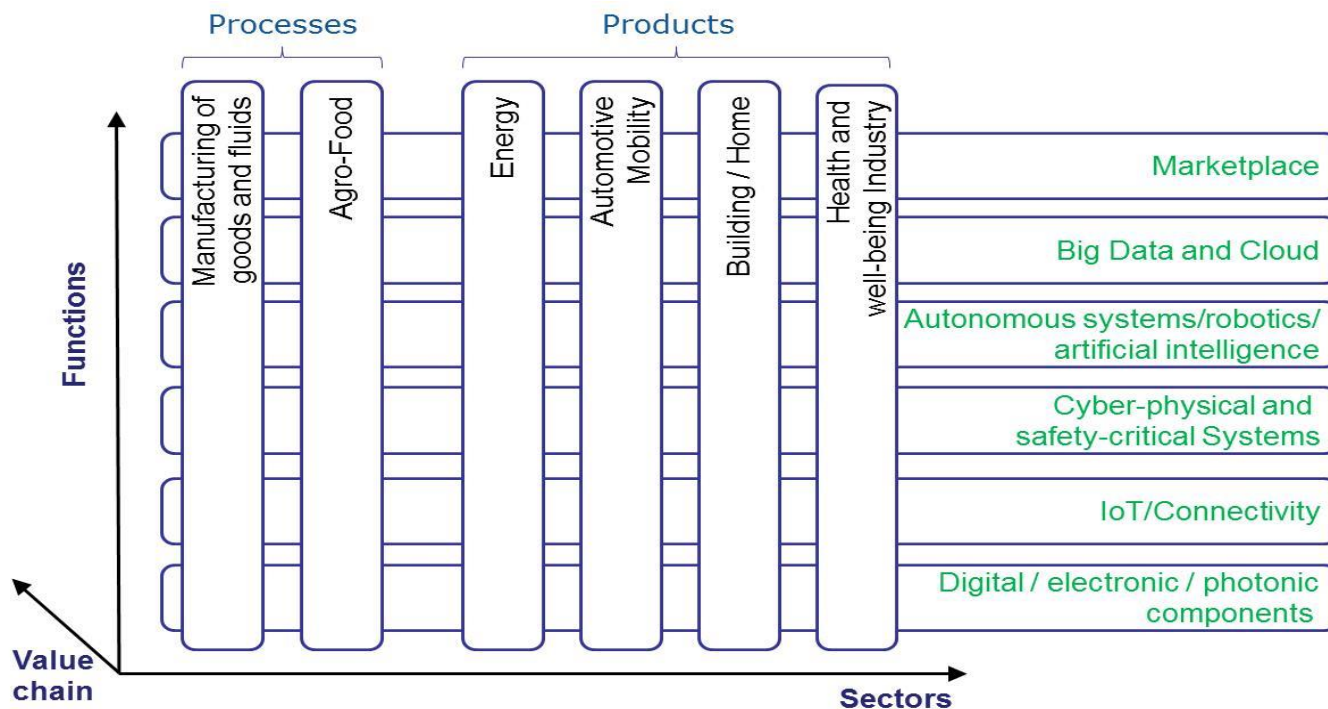 Processes
Products
Manufacturing of
goods and fluids
Agro-Food
Energy
Automotive
Mobility
Building / Home
Health and
well-being Industry
Marketplace
Big Data and Cloud
Autonomous systems/robotics/
artificial intelligence
Cyber-physical and
safety-critical Systems
IoT/Connectivity
Digital / electronic / photonic
components
Functions
Value
chain
Sectors